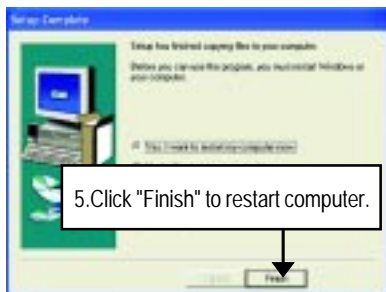 Setup Complete
Setup has finished copying files to your computer.
Before you can use the program, you must restart Windows or
your computer.
Yes, I want to restart my computer now.
5.Click "Finish" to restart computer.
Finish